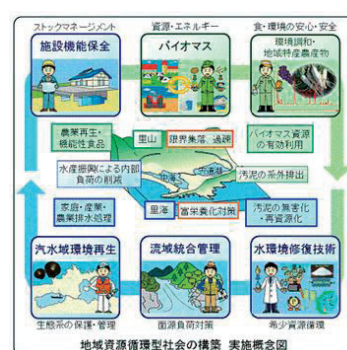 ストックマネージメント
資源・エネルギー
食・環境の安心・安全
施設機能保全
バイオマス
環境調和・
地域特産農産物
農業再生・
機能性食品
里山
限界集落、過疎
バイオマス資源
の有効利用
水産振興による内部
負荷の削減
汚泥の系外排出
家庭・産業・
農業排水処理
里海
富栄養化対策
汚泥の無害化
・再資源化
汽水域環境再生
流域統合管理
水環境修復技術
生態系の保護・管理
面源負荷対策
希少資源循環
地域資源循環型社会の構築 実施概念図